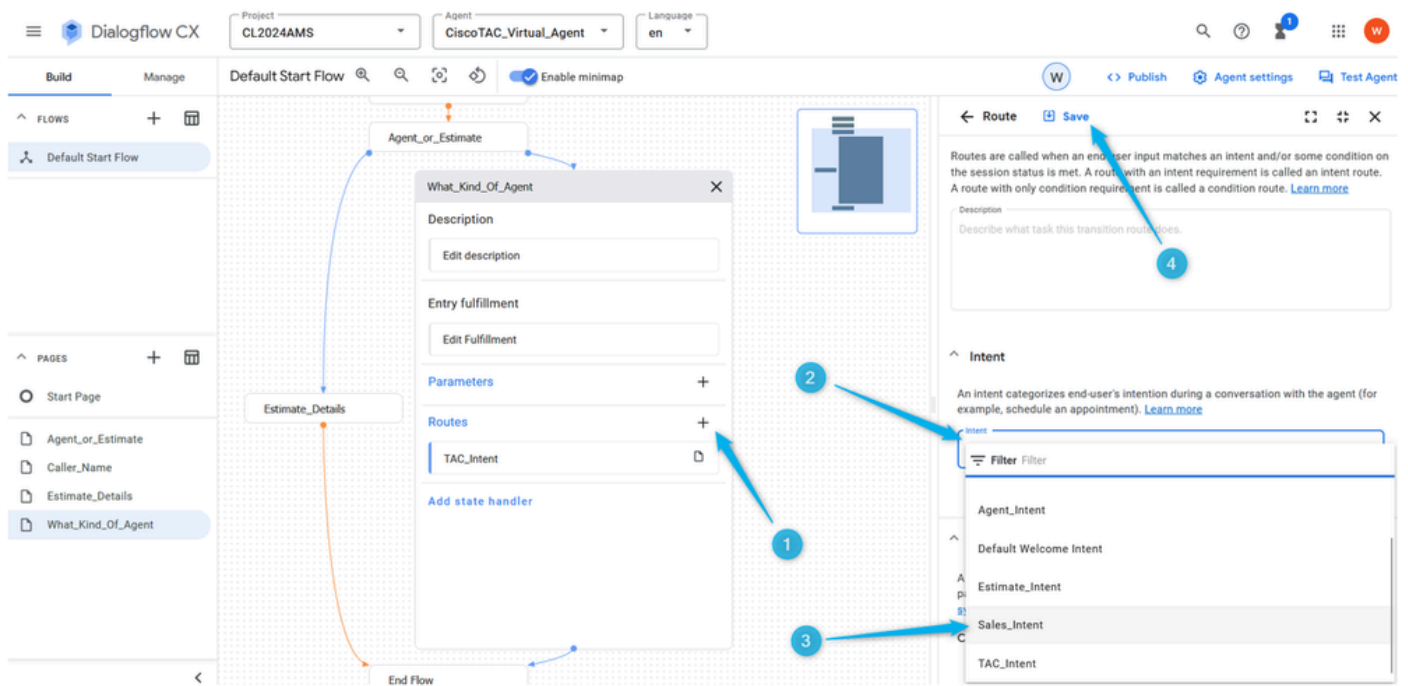 Dialogflow CX
Project
CL2024AMS
Agent
CiscoTAC_Virtual_Agent
Language
en
1
W
Build
Manage
Default Start Flow
Enable minimap
W
Publish
Agent settings
Test Agent
FLOWS
Default Start Flow
PAGES
Start Page
Agent_or_Estimate
Caller_Name
Estimate_Details
What_Kind_Of_Agent
Agent_or_Estimate
Estimate_Details
End Flow
What_Kind_Of_Agent
Description
Edit description
Entry fulfillment
Edit Fulfillment
Parameters
Routes
TAC_Intent
Add state handler
1
2
3
4
Route
Save
Routes are called when an end-user input matches an intent and/or some condition on
the session status is met. A route with an intent requirement is called an intent route.
A route with only condition requirement is called a condition route. Learn more
Description
Describe what task this transition route does.
Intent
An intent categorizes end-user's intention during a conversation with the agent (for
example, schedule an appointment). Learn more
Intent
Filter Filter
Agent_Intent
Default Welcome Intent
Estimate_Intent
Sales_Intent
TAC_Intent